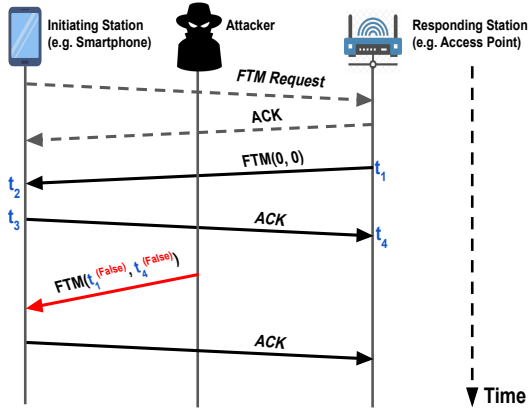 Initiating Station
(e.g. Smartphone)
Attacker
Responding Station
(e.g. Access Point)
FTM Request
ACK
FTM(0, 0)
t1
t2
t3
ACK
t4
FTM(t1(False), t4(False))
ACK
Time